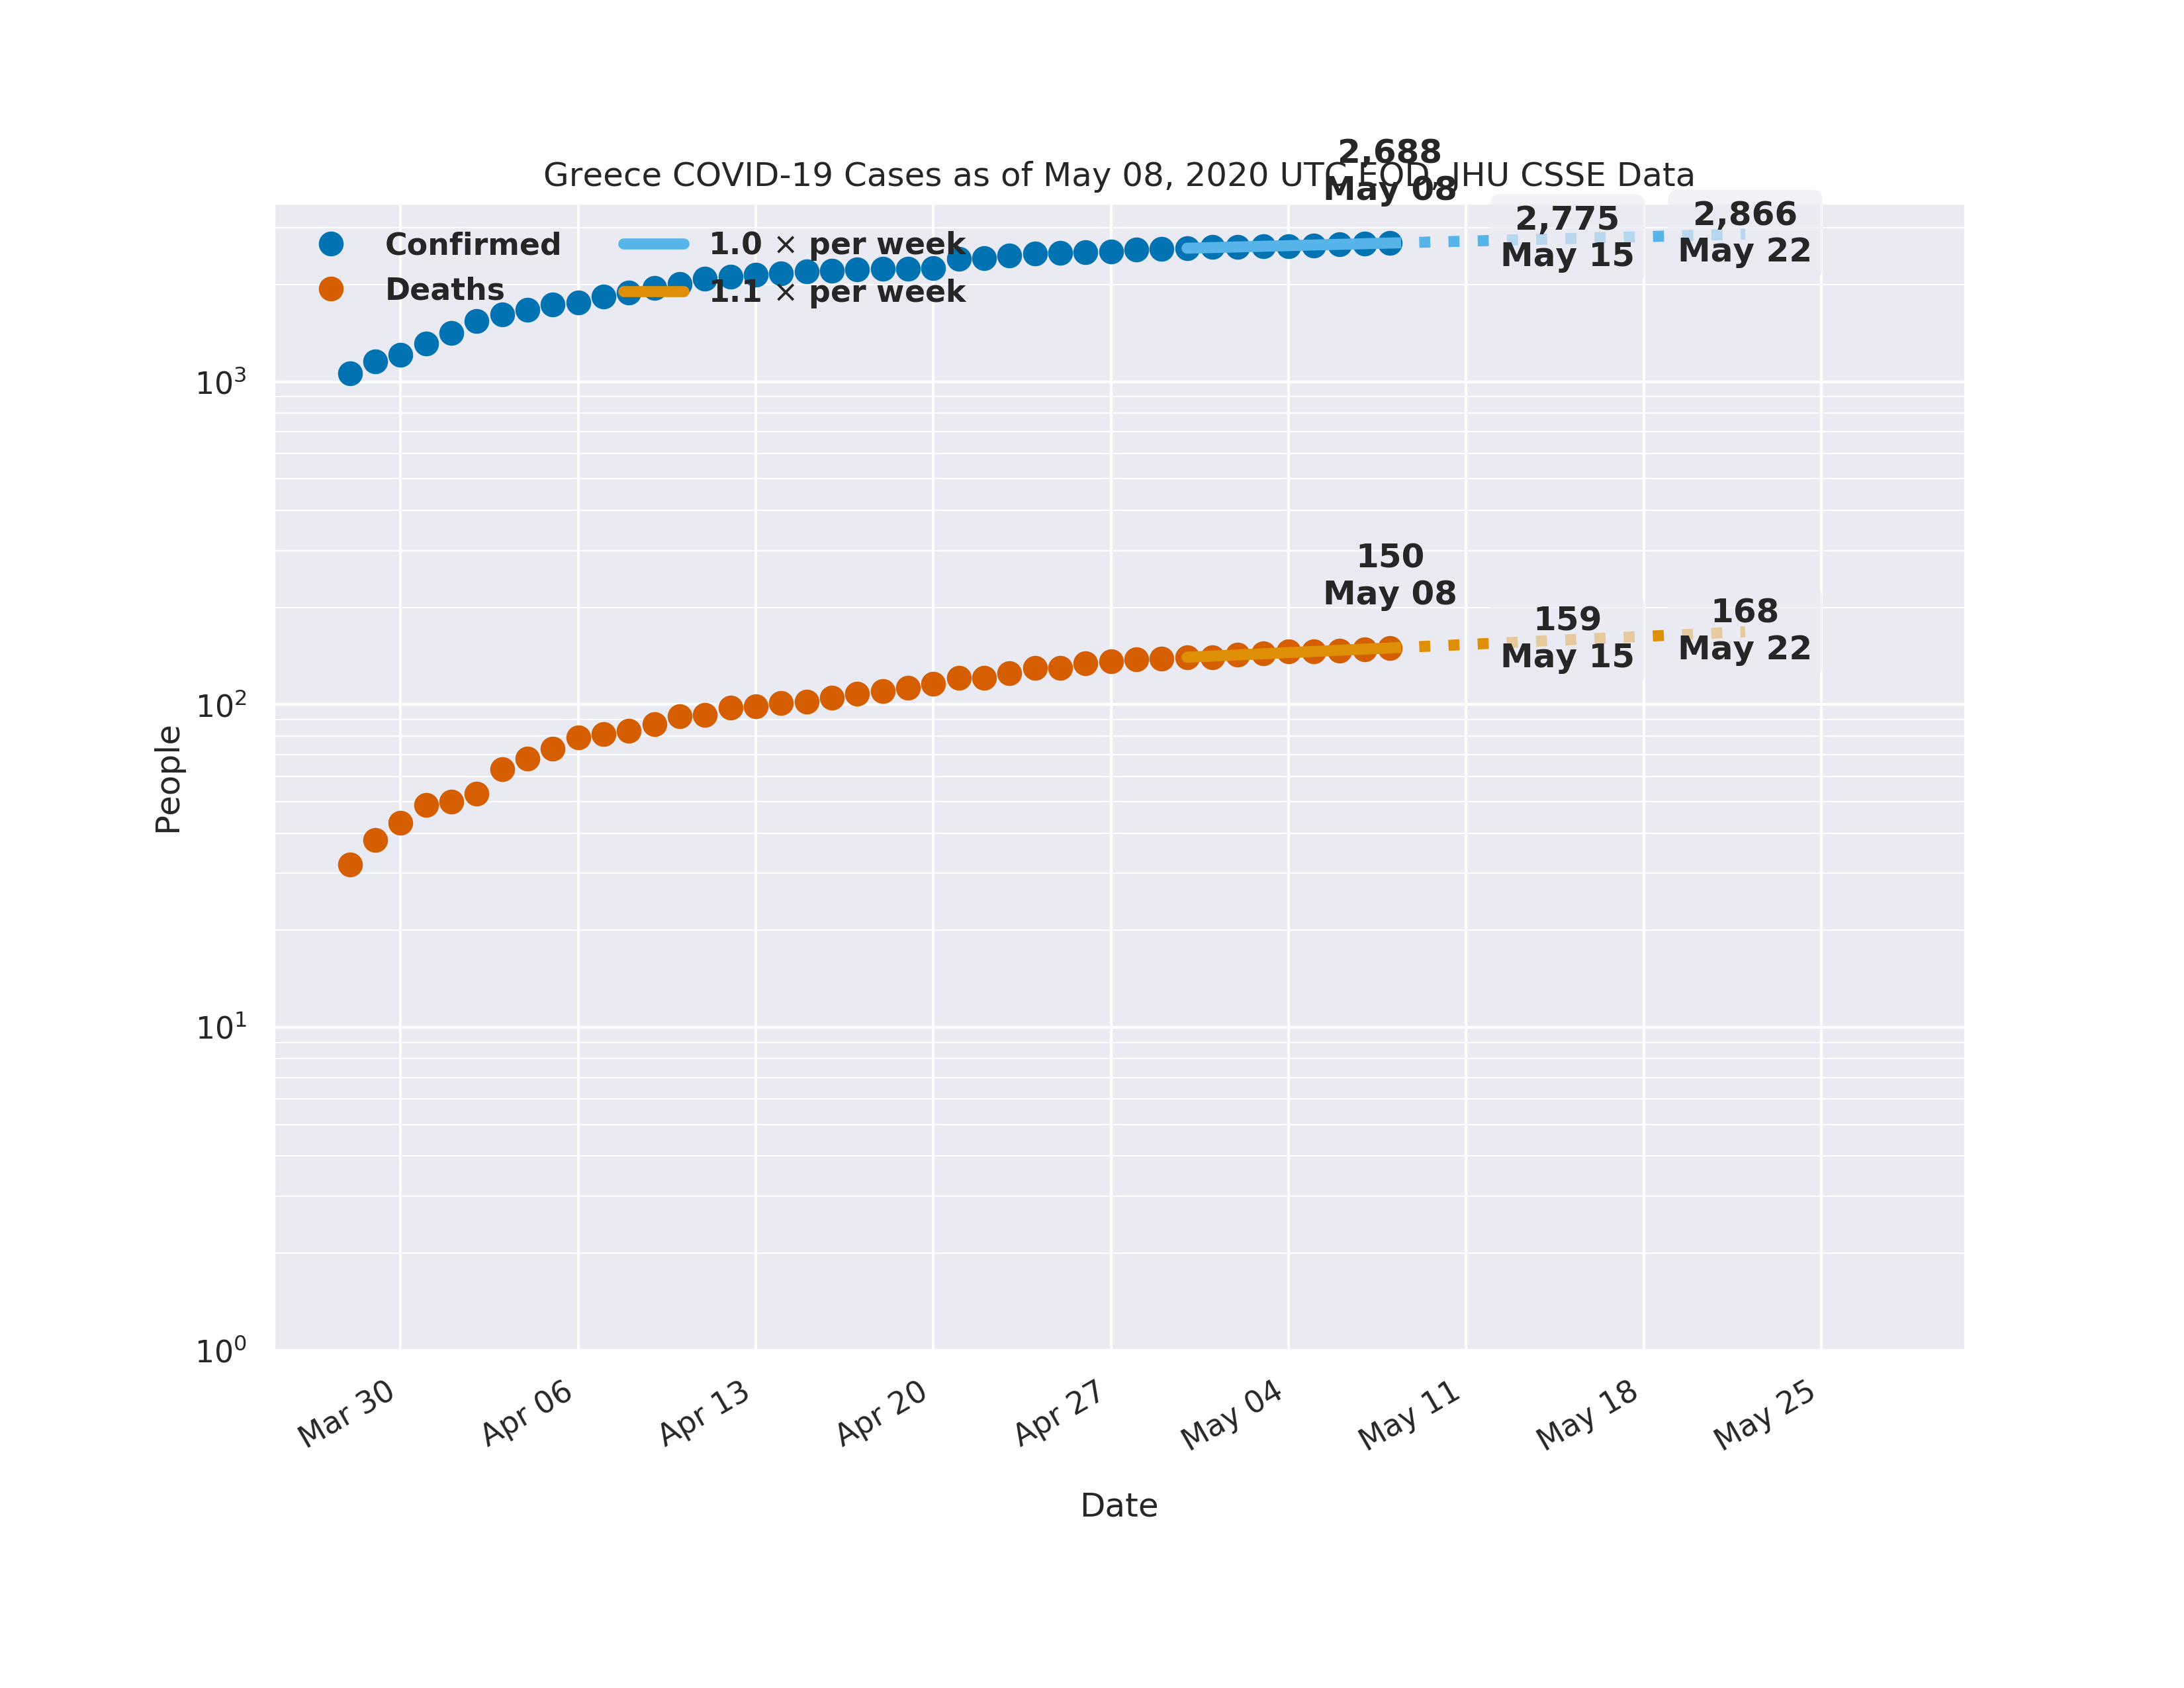 2,688
May 08
Greece COVID-19 Cases as of May 08, 2020 UTC EOD, JHU CSSE Data
Confirmed
Deaths
1.0 × per week
1.1 × per week
2,775
May 15
2,866
May 22
150
May 08
159
May 15
168
May 22
10³
10²
10¹
10⁰
People
Mar 30
Apr 06
Apr 13
Apr 20
Apr 27
May 04
May 11
May 18
May 25
Date